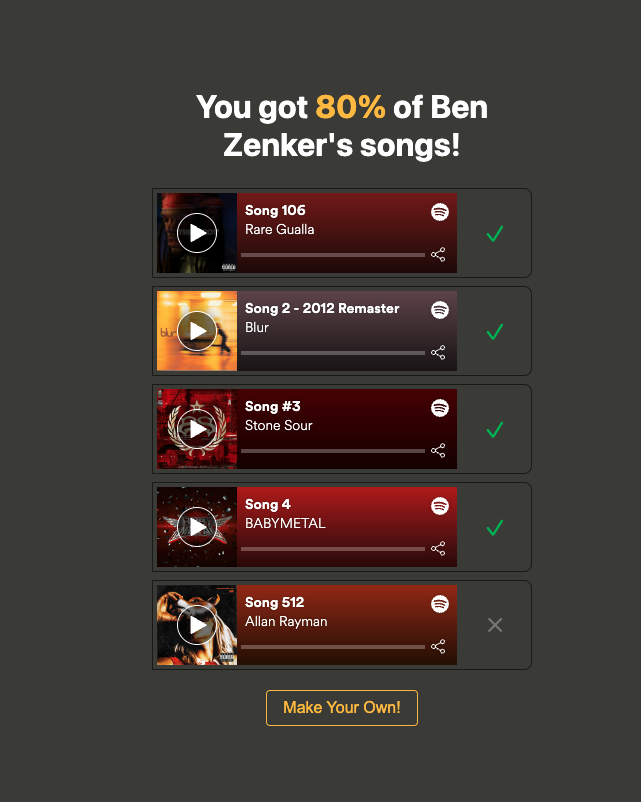 You got 80% of Ben
Zenker's songs!
Song 106
Rare Gualla
Song 2 - 2012 Remaster
Blur
blur
Song #3
Stone Sour
Song 4
BABYMETAL
Song 512
Allan Rayman
Make Your Own!